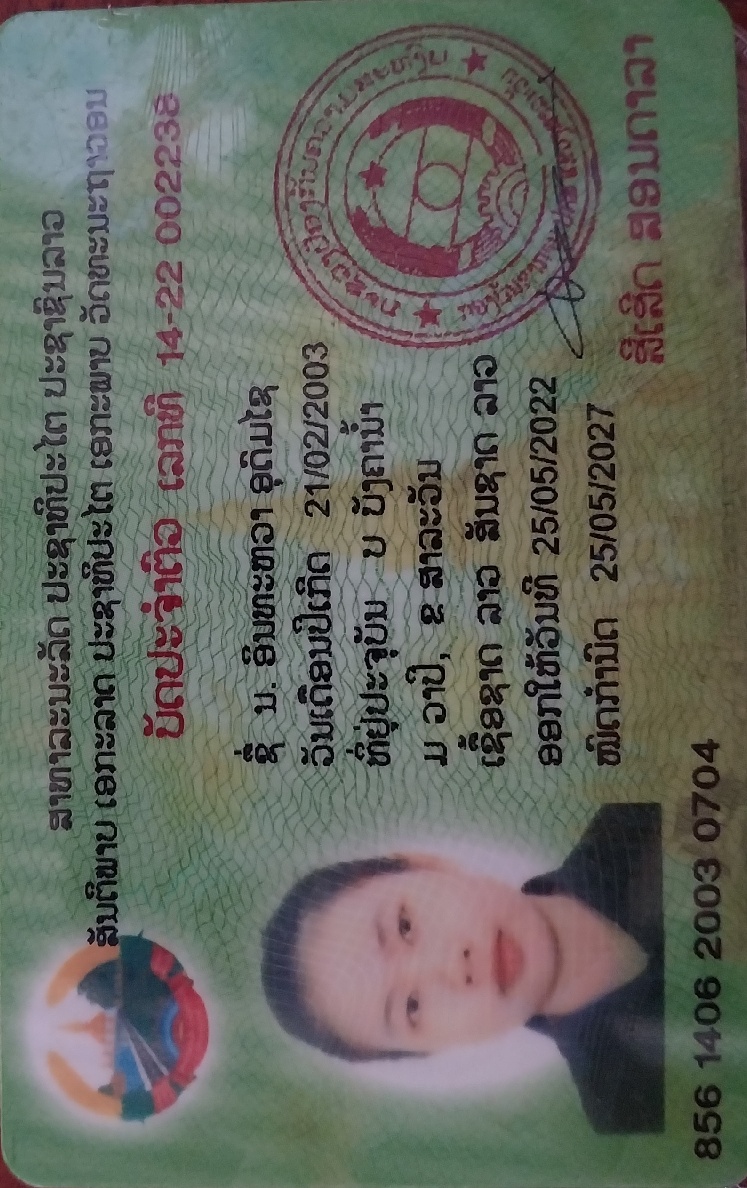 ສາທາລະນະລັດ ປະຊາທິປະໄຕ ປະຊາຊົນລາວ
ສັນຕິພາບ ເອກະລາດ ປະຊາທິປະໄຕ ເອກະພາບ ວັດທະນະຖາວອນ
ບັດປະຈຳຕົວ ເລກທີ 14-22 002238
ຊື່ ນ. ອິນທະຫວາ ອຸດົມໄຊ
ວັນເດືອນປີເກີດ 21/02/2003
ທີ່ຢູ່ປະຈຸບັນ ບ ບັງຄານ້ຳ
ມ ວາປີ, ຂ ສາລະວັນ
ເຊື້ອຊາດ ລາວ ສັນຊາດ ລາວ
ອອກໃຫ້ວັນທີ 25/05/2022
ໝົດກຳນົດ 25/05/2027
ສີເສີກ ສອນດາລາ
856 1406 2003 0704